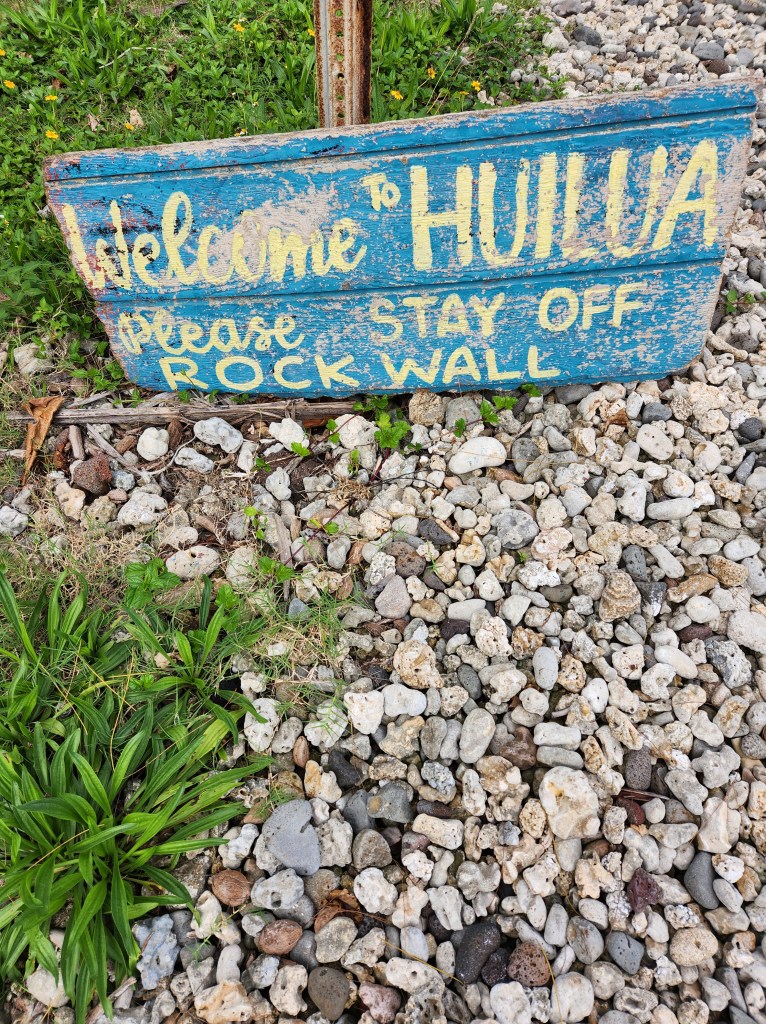 Welcome To HUILUA
Please STAY OFF
ROCK WALL